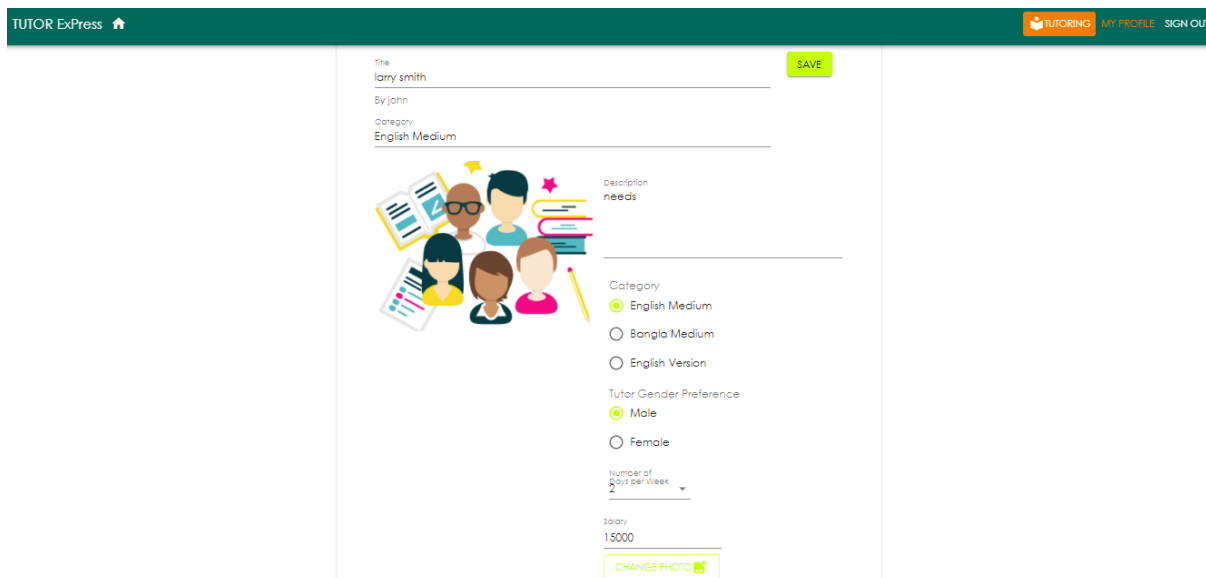 TUTOR ExPress
TUTORING MY PROFILE SIGN OUT
Title
larry smith
SAVE
By john
Category
English Medium
Description
needs
Category
English Medium
Bangla Medium
English Version
Tutor Gender Preference
Male
Female
Number of
Days per Week
2
Salary
15000
CHANGE PHOTO